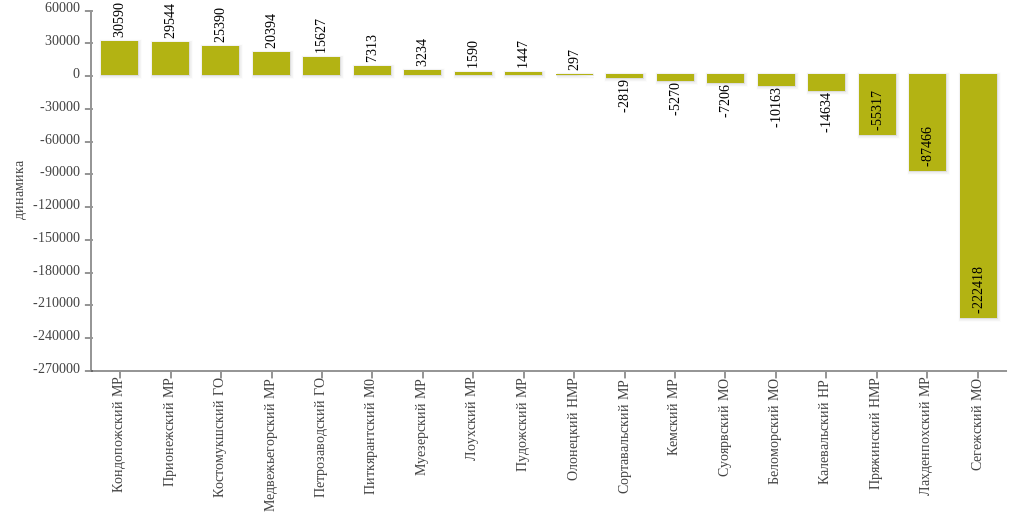 60000
30000
0
-30000
-60000
-90000
-120000
-150000
-180000
-210000
-240000
-270000
динамика
30590
29544
25390
20394
15627
7313
3234
1590
1447
297
-2819
-5270
-7206
-10163
-14634
-55317
-87466
-222418
Кондопожский МР
Прионежский МР
Костомукшский ГО
Медвежьегорский МР
Петрозаводский ГО
Питкярантский М0
Муезерский МР
Лоухский МР
Пудожский МР
Олонецкий НМР
Сортавальский МР
Кемский МР
Суоярвский МО
Беломорский МО
Калевальский НР
Пряжинский НМР
Лахденпохский МР
Сегежский МО